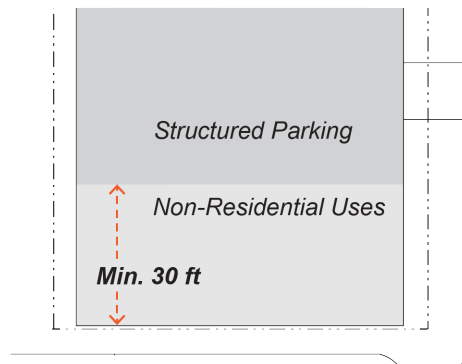 Structured Parking
Non-Residential Uses
Min. 30 ft